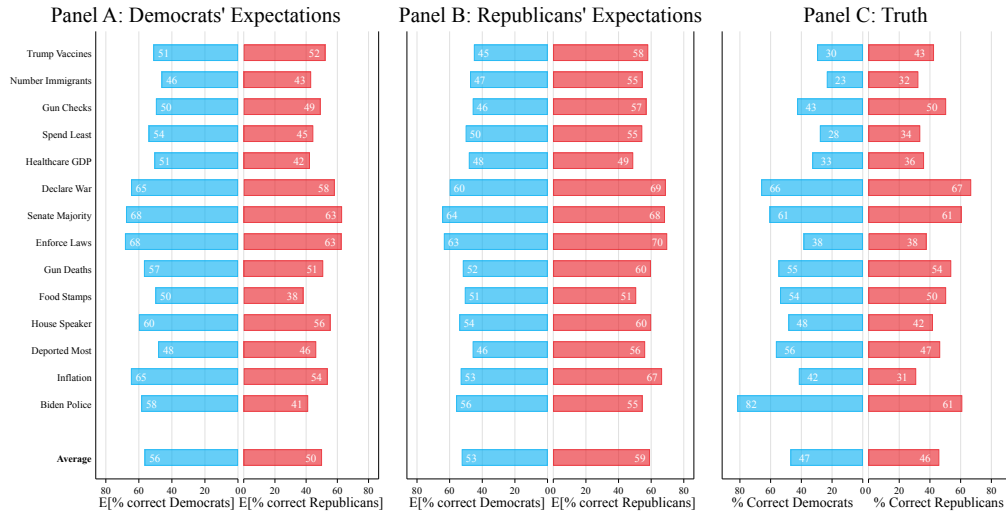 Panel A: Democrats' Expectations Panel B: Republicans' Expectations Panel C: Truth
Trump Vaccines 51 52 45 58 30 43
Number Immigrants 46 43 47 55 23 32
Gun Checks 50 49 46 57 43 50
Spend Least 54 45 50 55 28 34
Healthcare GDP 51 42 48 49 33 36
Declare War 65 58 60 69 66 67
Senate Majority 68 63 64 68 61 61
Enforce Laws 68 63 63 70 38 38
Gun Deaths 57 51 52 60 55 54
Food Stamps 50 38 51 51 54 50
House Speaker 60 56 54 60 48 42
Deported Most 48 46 46 56 56 47
Inflation 65 54 53 67 42 31
Biden Police 58 41 56 55 82 61
Average 56 50 53 59 47 46
80 60 40 20 0 0 20 40 60 80 80 60 40 20 0 0 20 40 60 80 80 60 40 20 0 0 20 40 60 80
E[% correct Democrats] E[% correct Republicans] E[% correct Democrats] E[% correct Republicans] % Correct Democrats % Correct Republicans